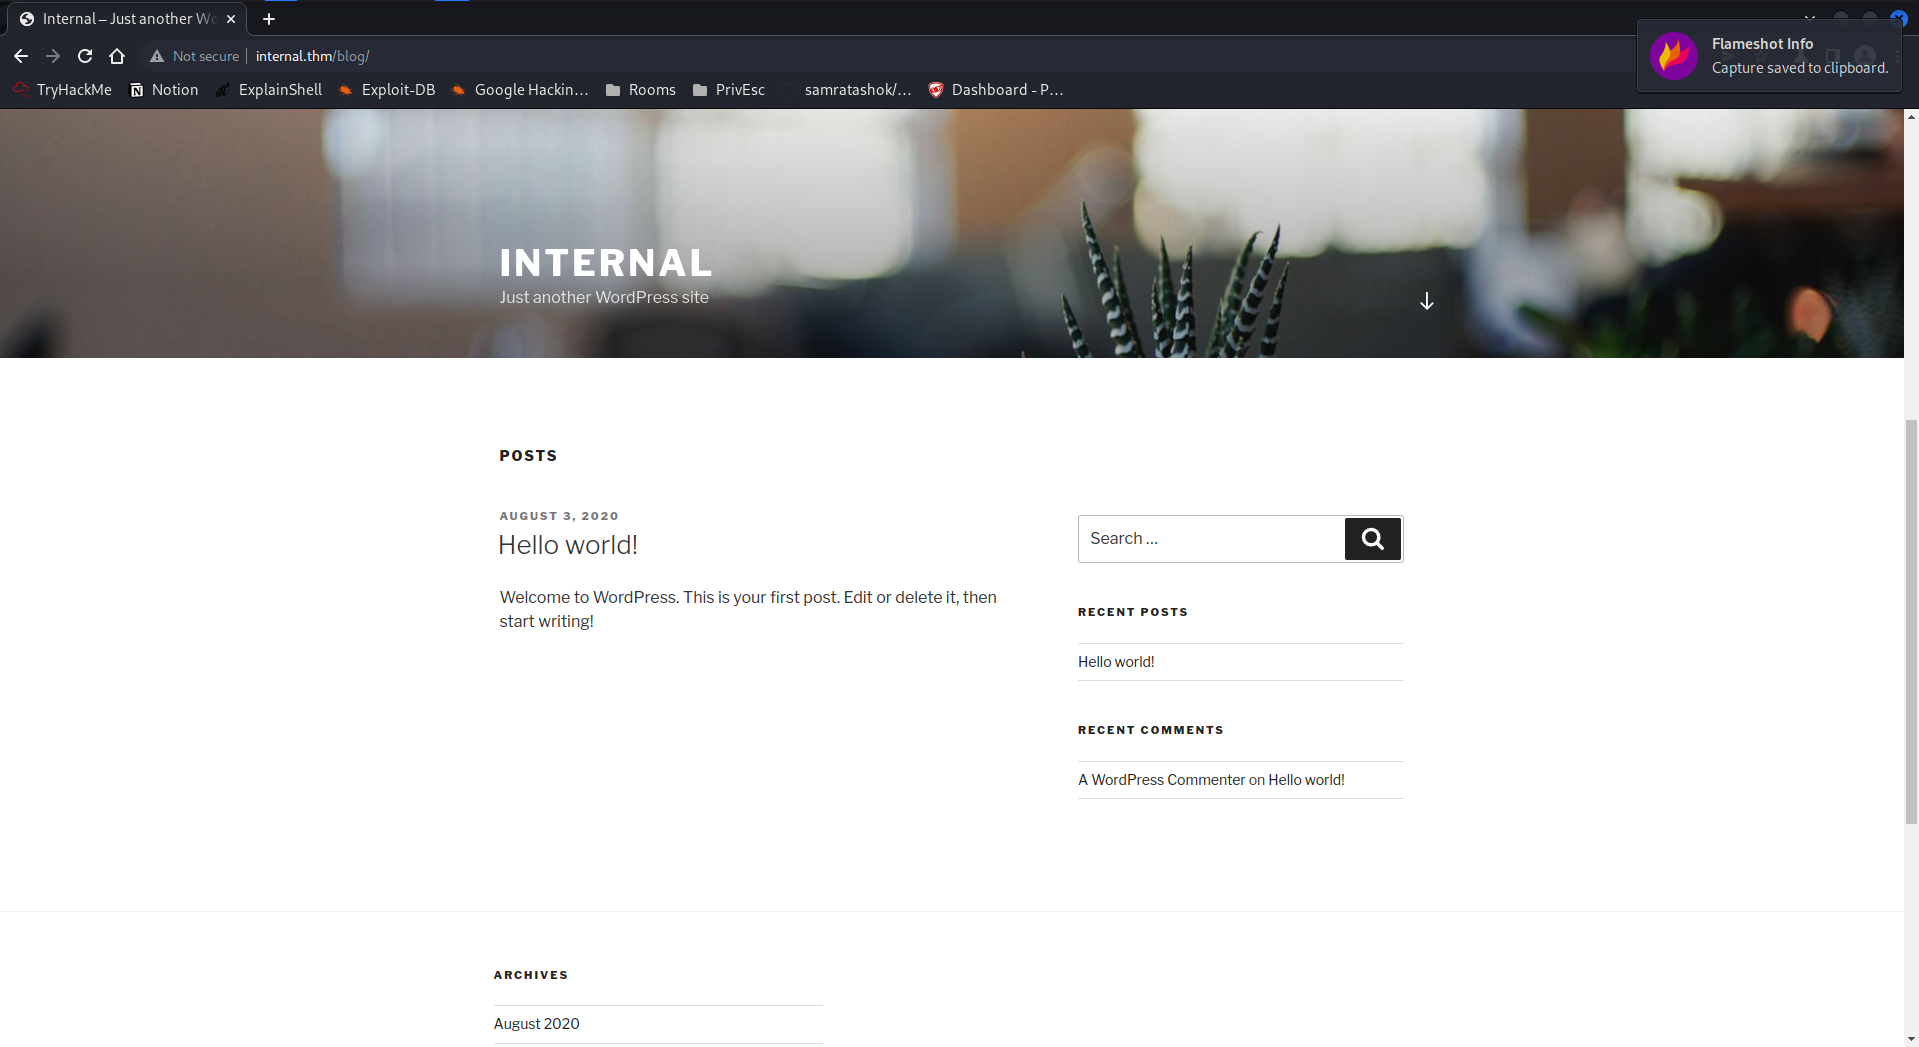 Internal – Just another Wo
Not secure
internal.thm/blog/
Flameshot Info
Capture saved to clipboard.
TryHackMe
Notion
ExplainShell
Exploit-DB
Google Hackin...
Rooms
PrivEsc
samratashok/...
Dashboard - P...
INTERNAL
Just another WordPress site
POSTS
AUGUST 3, 2020
Hello world!
Welcome to WordPress. This is your first post. Edit or delete it, then
start writing!
Search …
RECENT POSTS
Hello world!
RECENT COMMENTS
A WordPress Commenter on Hello world!
ARCHIVES
August 2020